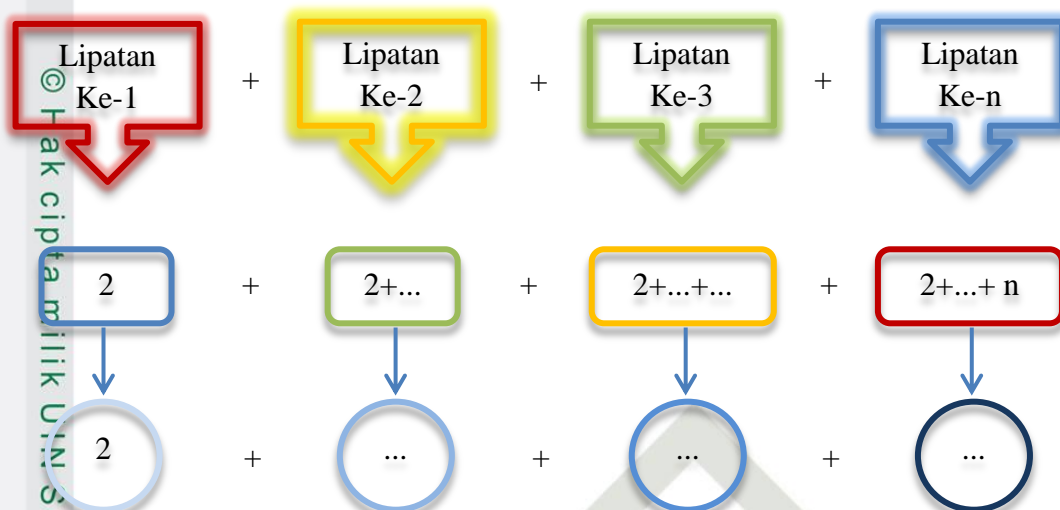 Lipatan Ke-1 + Lipatan Ke-2 + Lipatan Ke-3 + Lipatan Ke-n
2 + 2+... + 2+...+... + 2+...+ n
2 + ... + ... + ...
© Hak cipta milik UIN S